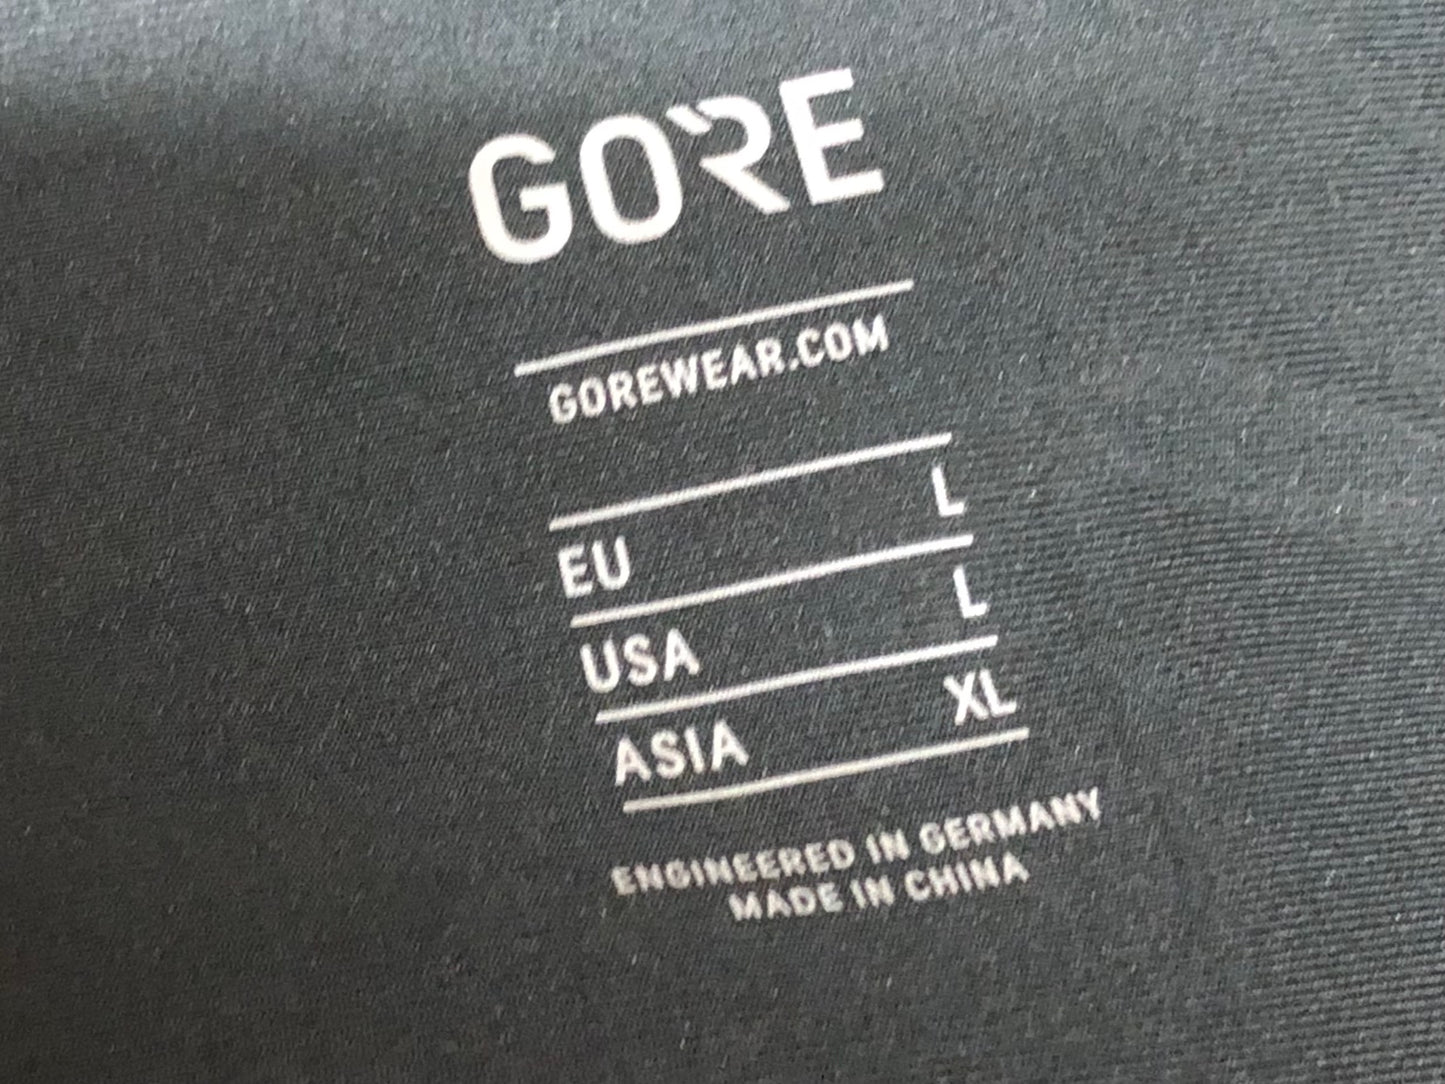 GORE
GOREWEAR.COM
EU L
USA L
ASIA XL
ENGINEERED IN GERMANY
MADE IN CHINA